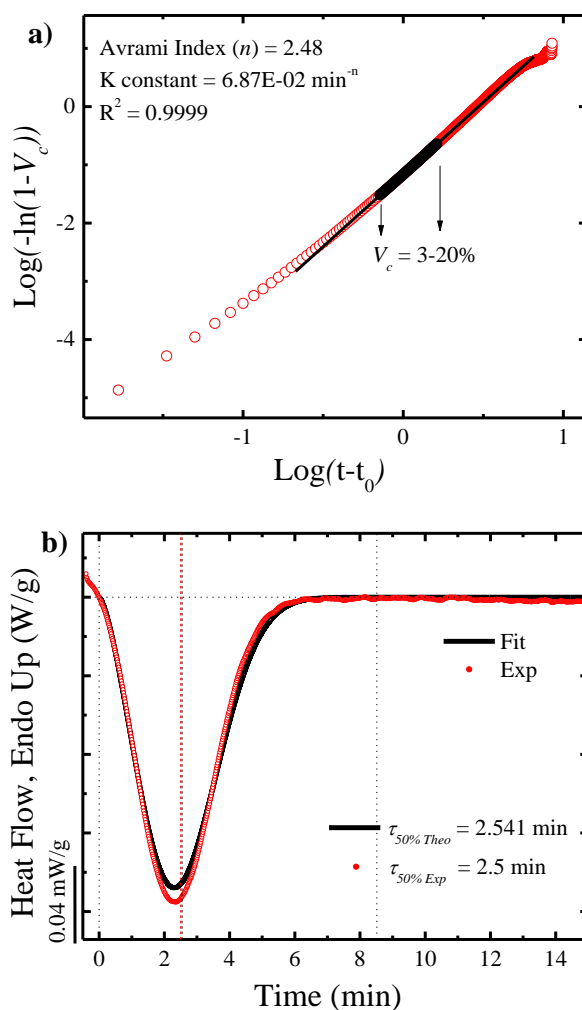 a)
Avrami Index (n) = 2.48
K constant = 6.87E-02 min⁻ⁿ
R² = 0.9999
Log(-ln(1-V_c))
0
-2
-4
V_c = 3-20%
-1 0 1
Log(t-t₀)
b)
Heat Flow, Endo Up (W/g)
0.04 mW/g
Fit
Exp
τ_50% Theo = 2.541 min
τ_50% Exp = 2.5 min
0 2 4 6 8 10 12 14
Time (min)